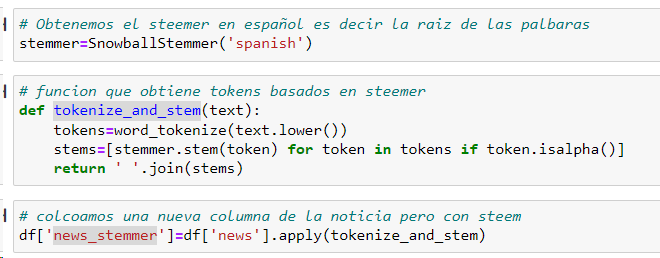 # Obtenemos el steemer en español es decir la raiz de las palbaras
stemmer=SnowballStemmer('spanish')
# funcion que obtiene tokens basados en steemer
def tokenize_and_stem(text):
    tokens=word_tokenize(text.lower())
    stems=[stemmer.stem(token) for token in tokens if token.isalpha()]
    return ' '.join(stems)
# colcoamos una nueva columna de la noticia pero con steem
df['news_stemmer']=df['news'].apply(tokenize_and_stem)